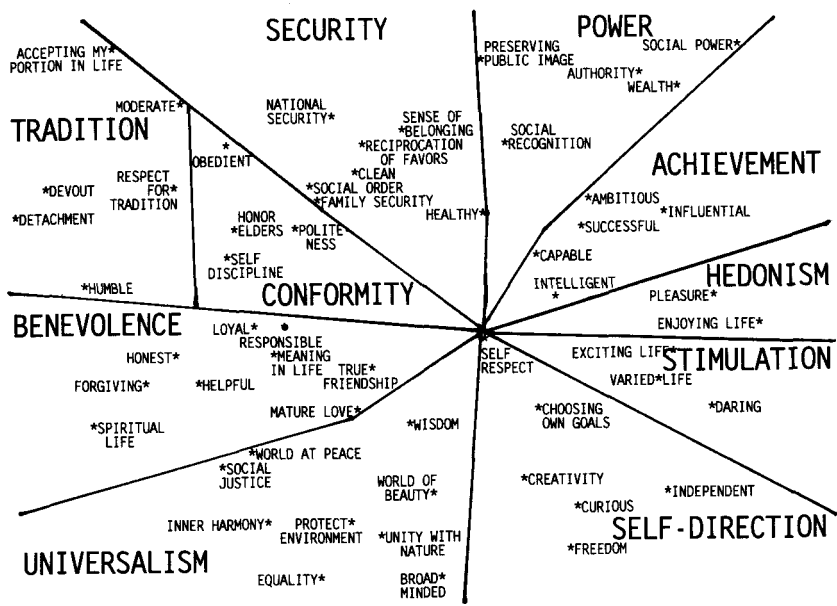 SECURITY
POWER
ACCEPTING MY*
PORTION IN LIFE
PRESERVING
*PUBLIC IMAGE
SOCIAL POWER*
AUTHORITY*
WEALTH*
MODERATE*
NATIONAL
SECURITY*
SENSE OF
*BELONGING
*RECIPROCATION
OF FAVORS
SOCIAL
*RECOGNITION
TRADITION
*
OBEDIENT
*CLEAN
*SOCIAL ORDER
*FAMILY SECURITY
ACHIEVEMENT
*DEVOUT
*DETACHMENT
RESPECT
FOR*
TRADITION
HONOR
*ELDERS
*POLITE-
NESS
HEALTHY*
*AMBITIOUS
*INFLUENTIAL
*SUCCESSFUL
*SELF
DISCIPLINE
*CAPABLE
INTELLIGENT
*
HEDONISM
PLEASURE*
*HUMBLE
CONFORMITY
ENJOYING LIFE*
BENEVOLENCE
LOYAL*
RESPONSIBLE
HONEST*
*MEANING
IN LIFE
TRUE*
FRIENDSHIP
SELF
RESPECT
EXCITING LIFE*
STIMULATION
VARIED*LIFE
FORGIVING*
*HELPFUL
*DARING
*CHOOSING
OWN GOALS
MATURE LOVE*
*WISDOM
*SPIRITUAL
LIFE
*WORLD AT PEACE
*SOCIAL
JUSTICE
WORLD OF
BEAUTY*
*CREATIVITY
*INDEPENDENT
*CURIOUS
SELF-DIRECTION
INNER HARMONY*
PROTECT*
ENVIRONMENT
*UNITY WITH
NATURE
*FREEDOM
UNIVERSALISM
EQUALITY*
BROAD*
MINDED